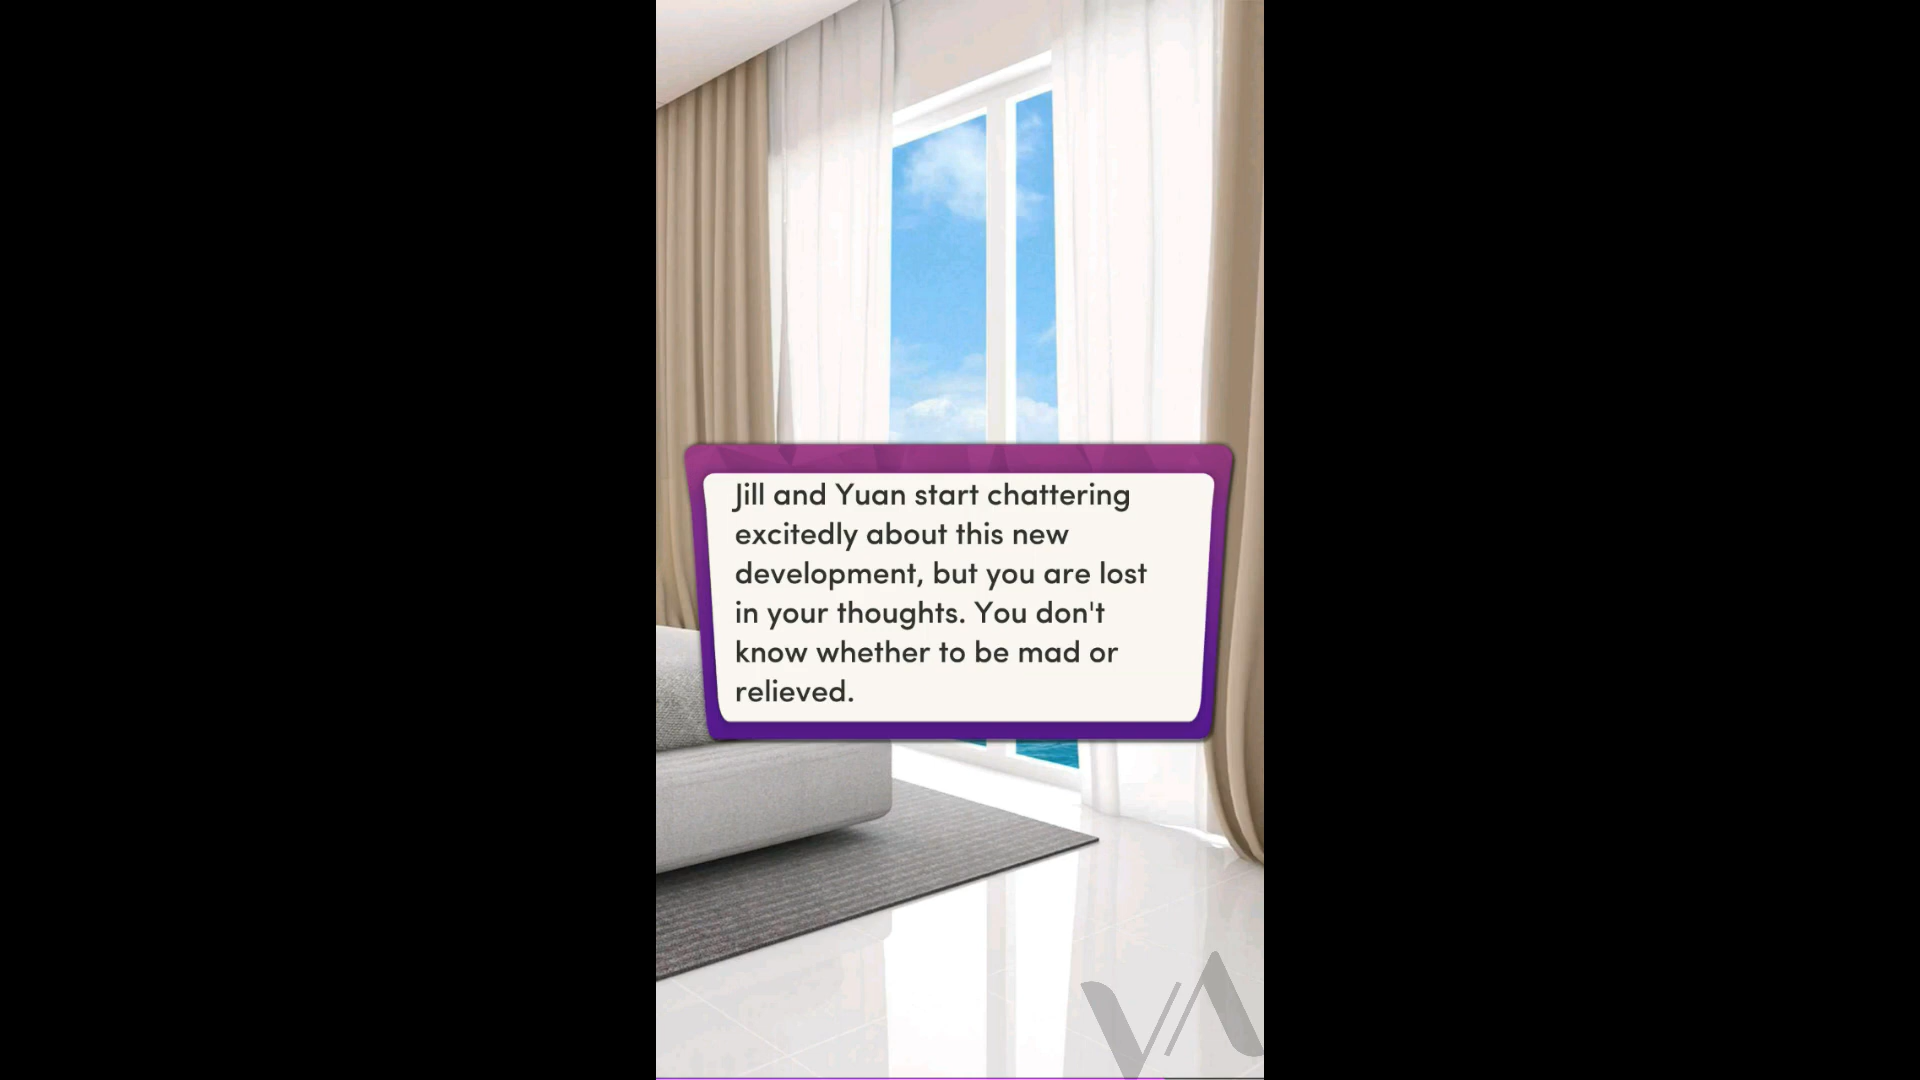 Jill and Yuan start chattering
excitedly about this new
development, but you are lost
in your thoughts. You don't
know whether to be mad or
relieved.
VA